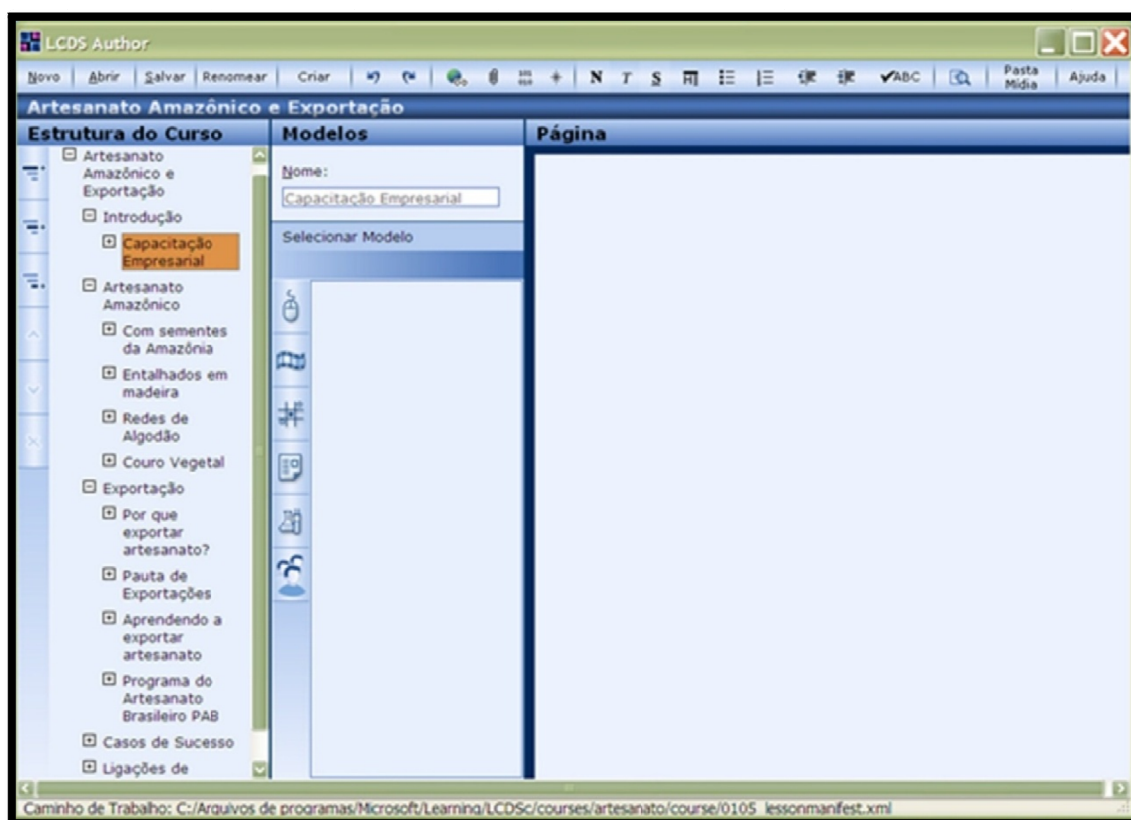 LCDS Author
Novo Abrir Salvar Renomear Criar N T S ABC Pasta Mídia Ajuda
Artesanato Amazônico e Exportação
Estrutura do Curso
Artesanato
Amazônico e
Exportação
Introdução
Capacitação
Empresarial
Artesanato
Amazônico
Com sementes
da Amazônia
Entalhados em
madeira
Redes de
Algodão
Couro Vegetal
Exportação
Por que
exportar
artesanato?
Pauta de
Exportações
Aprendendo a
exportar
artesanato
Programa do
Artesanato
Brasileiro PAB
Casos de Sucesso
Ligações de
Modelos
Nome:
Capacitação Empresarial
Selecionar Modelo
Página
Caminho de Trabalho: C:/Arquivos de programas/Microsoft/Learning/LCDSc/courses/artesanato/course/0105_lessonmanifest.xml